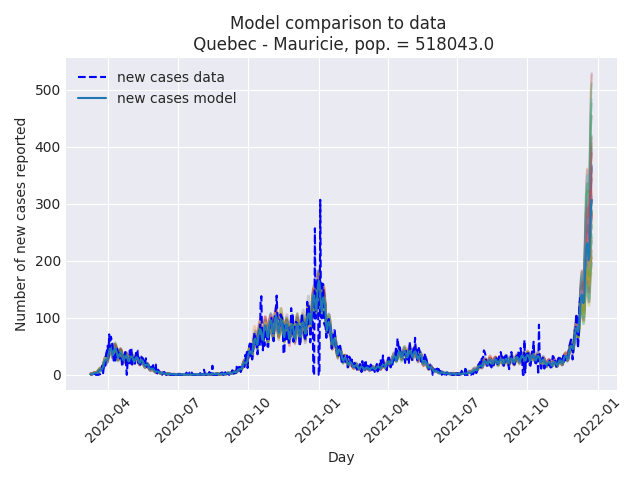 Model comparison to data
Quebec - Mauricie, pop. = 518043.0
new cases data
new cases model
Number of new cases reported
500
400
300
200
100
0
2020-04
2020-07
2020-10
2021-01
2021-04
2021-07
2021-10
2022-01
Day